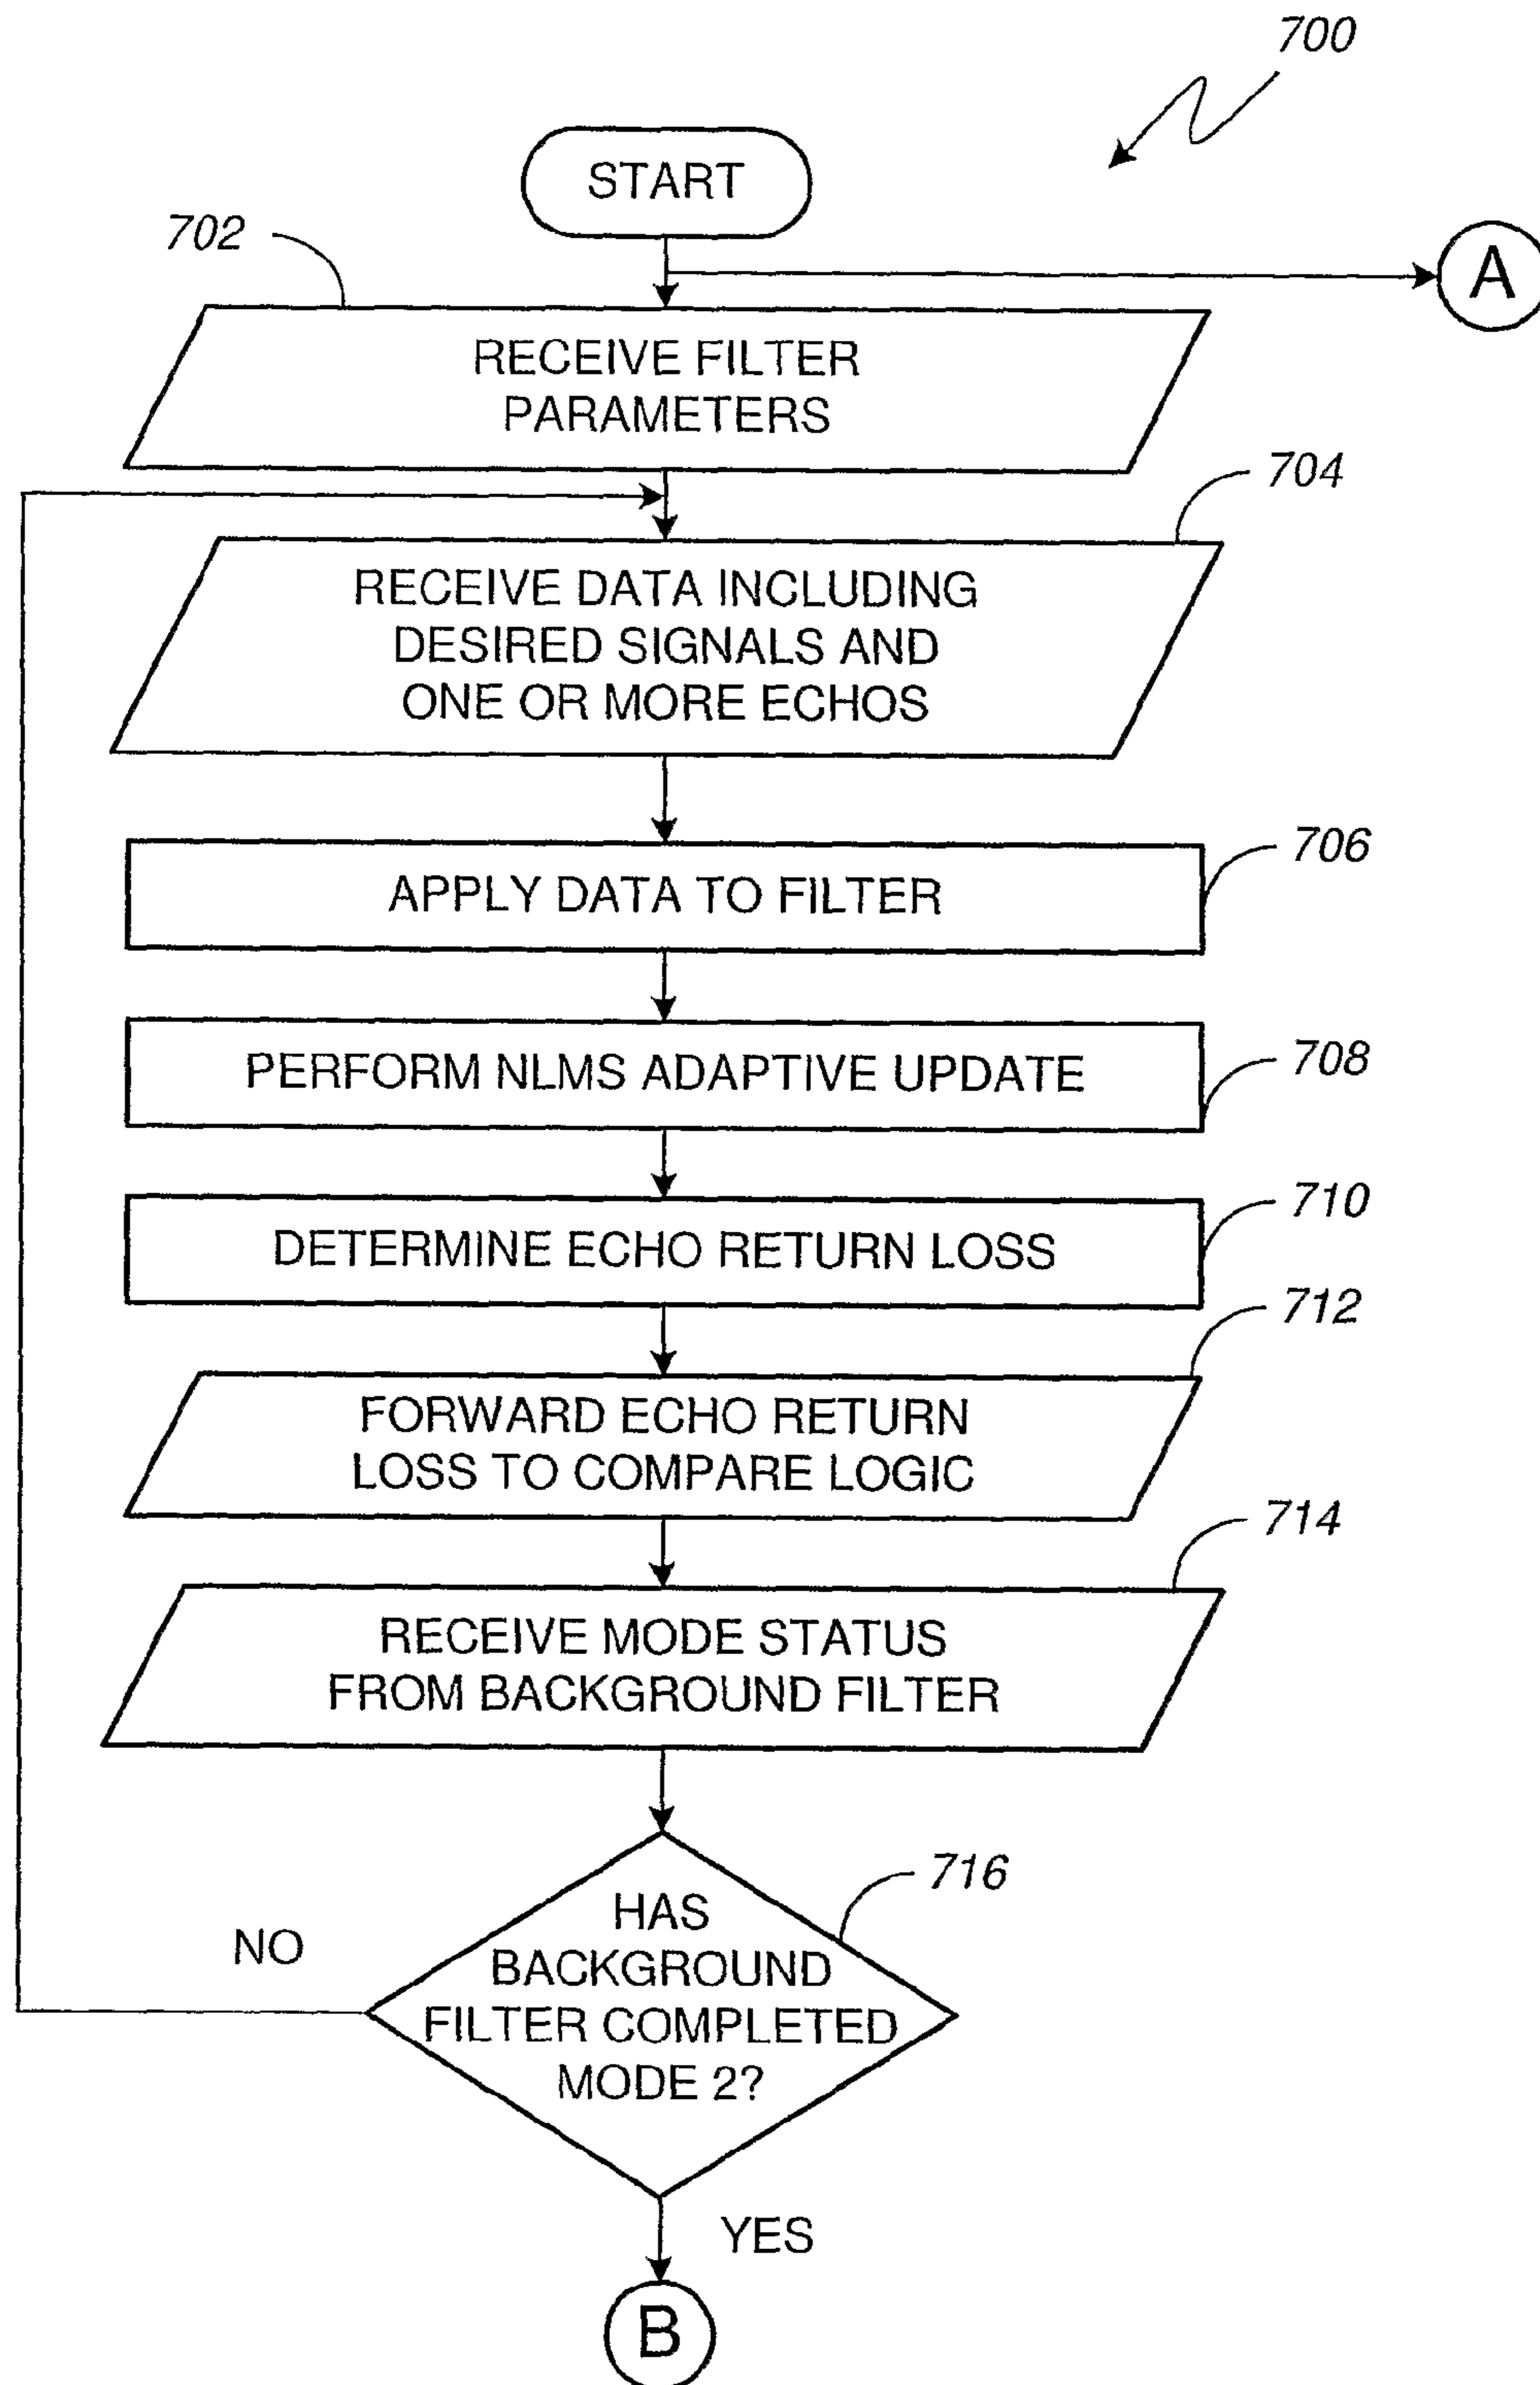 700
START
702
A
RECEIVE FILTER
PARAMETERS
704
RECEIVE DATA INCLUDING
DESIRED SIGNALS AND
ONE OR MORE ECHOS
706
APPLY DATA TO FILTER
708
PERFORM NLMS ADAPTIVE UPDATE
710
DETERMINE ECHO RETURN LOSS
712
FORWARD ECHO RETURN
LOSS TO COMPARE LOGIC
714
RECEIVE MODE STATUS
FROM BACKGROUND FILTER
716
HAS
BACKGROUND
FILTER COMPLETED
MODE 2?
NO
YES
B